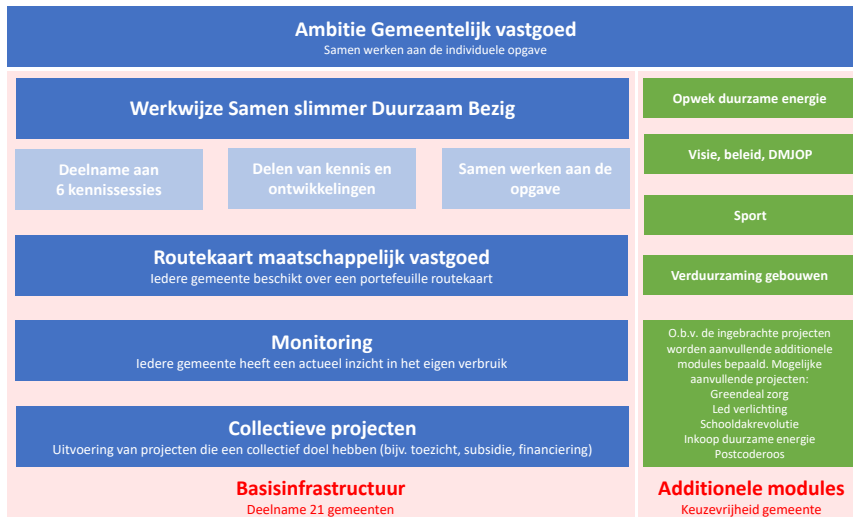 Ambitie Gemeentelijk vastgoed
Samen werken aan de individuele opgave
Werkwijze Samen slimmer Duurzaam Bezig
Deelname aan
6 kennissessies
Delen van kennis en
ontwikkelingen
Samen werken aan de
opgave
Routekaart maatschappelijk vastgoed
Iedere gemeente beschikt over een portefeuille routekaart
Monitoring
Iedere gemeente heeft een actueel inzicht in het eigen verbruik
Collectieve projecten
Uitvoering van projecten die een collectief doel hebben (bijv. toezicht, subsidie, financiering)
Basisinfrastructuur
Deelname 21 gemeenten
Opwek duurzame energie
Visie, beleid, DMJOP
Sport
Verduurzaming gebouwen
O.b.v. de ingebrachte projecten
worden aanvullende additionele
modules bepaald. Mogelijke
aanvullende projecten:
Greendeal zorg
Led verlichting
Schooldakrevolutie
Inkoop duurzame energie
Postcoderoos
Additionele modules
Keuzevrijheid gemeente